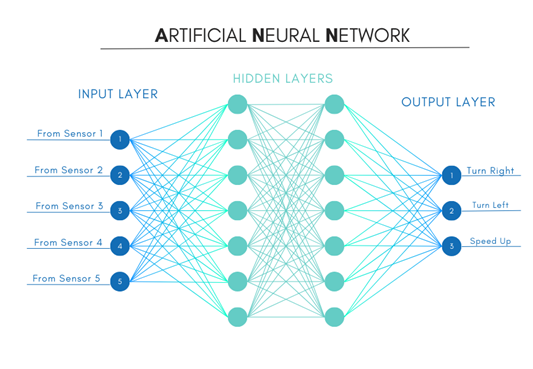 ARTIFICIAL NEURAL NETWORK
HIDDEN LAYERS
INPUT LAYER
OUTPUT LAYER
From Sensor 1
1
From Sensor 2
2
From Sensor 3
3
From Sensor 4
4
From Sensor 5
5
1
Turn Right
2
Turn Left
3
Speed Up